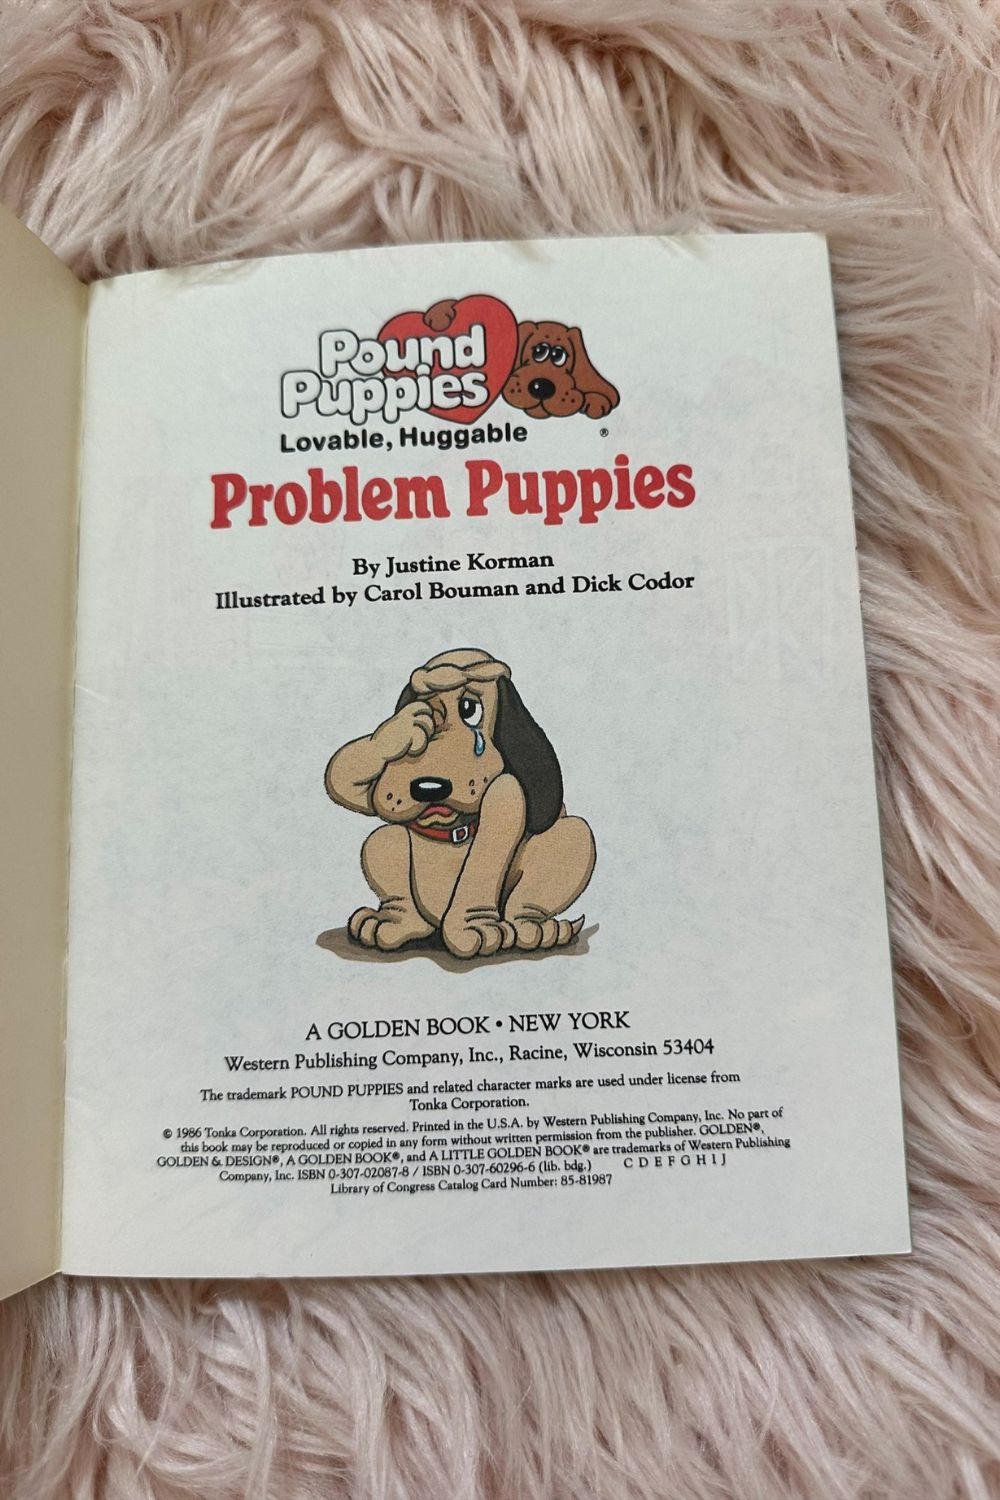 Pound
Puppies
Lovable, Huggable ®
Problem Puppies
By Justine Korman
Illustrated by Carol Bouman and Dick Codor
A GOLDEN BOOK • NEW YORK
Western Publishing Company, Inc., Racine, Wisconsin 53404
The trademark POUND PUPPIES and related character marks are used under license from
Tonka Corporation.
© 1986 Tonka Corporation. All rights reserved. Printed in the U.S.A. by Western Publishing Company, Inc. No part of
this book may be reproduced or copied in any form without written permission from the publisher. GOLDEN®,
GOLDEN & DESIGN®, A GOLDEN BOOK®, and A LITTLE GOLDEN BOOK® are trademarks of Western Publishing
Company, Inc. ISBN 0-307-02087-8 / ISBN 0-307-60296-6 (lib. bdg.) C D E F G H I J
Library of Congress Catalog Card Number: 85-81987